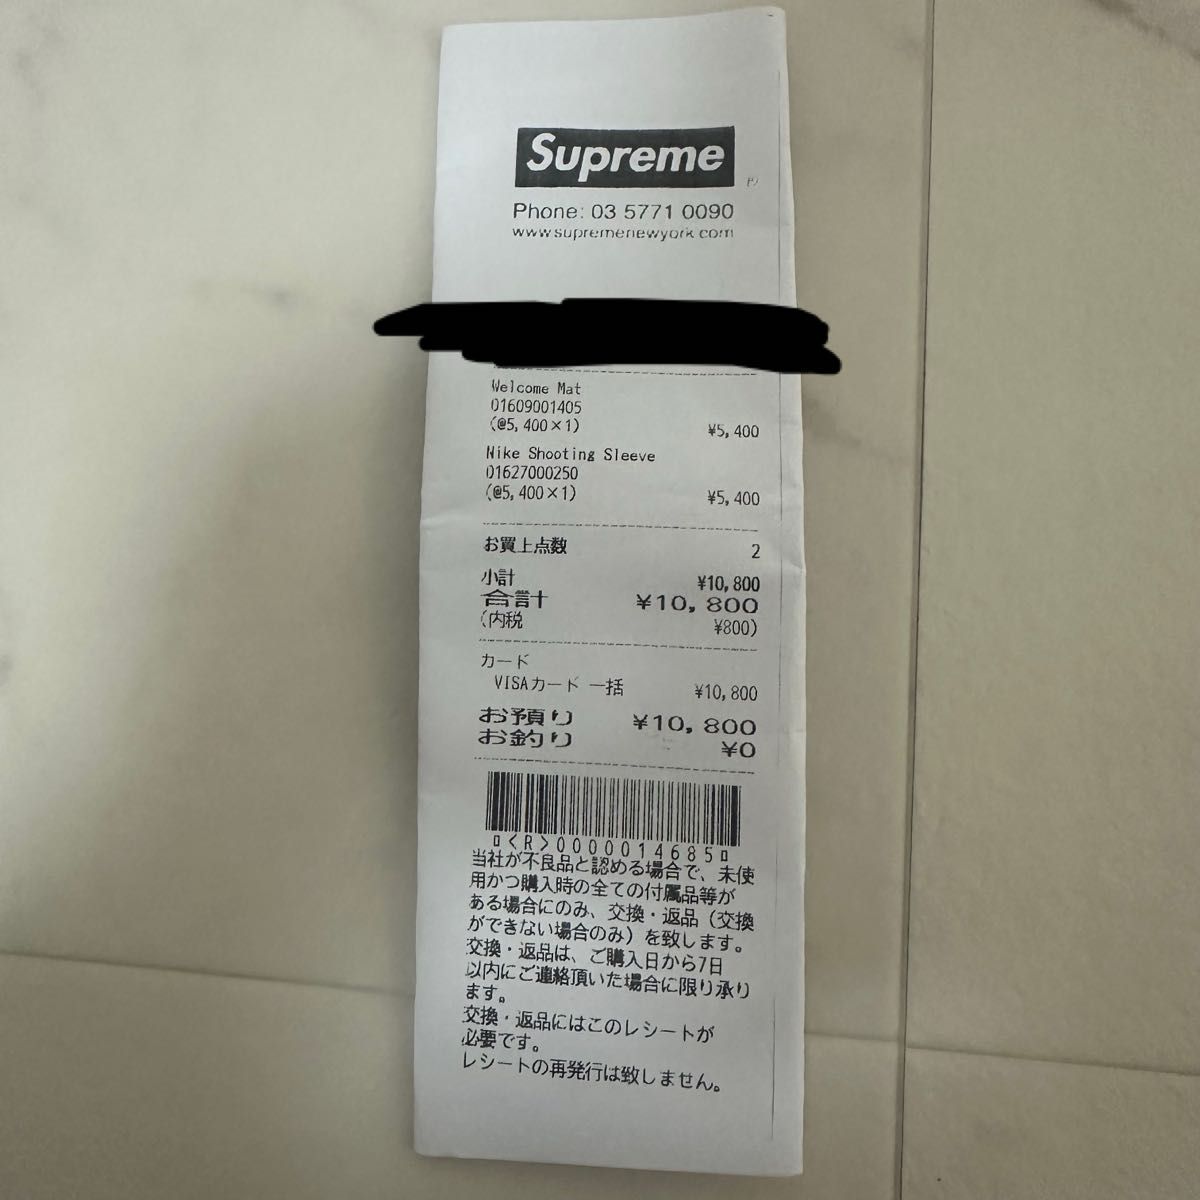 Supreme
®
Phone: 03 5771 0090
www.supremenewyork.com
Welcome Mat
01609001405
(@5,400×1) ¥5,400
Nike Shooting Sleeve
01627000250
(@5,400×1) ¥5,400
お買上点数 2
小計 ¥10,800
合計 ¥10,800
(内税 ¥800)
カード
VISAカード 一括 ¥10,800
お預り ¥10,800
お釣り ¥0
▯<R>0000014685▯
当社が不良品と認める場合で、未使
用かつ購入時の全ての付属品等が
ある場合にのみ、交換・返品（交換
ができない場合のみ）を致します。
交換・返品は、ご購入日から7日
以内にご連絡頂いた場合に限り承り
ます。
交換・返品にはこのレシートが
必要です。
レシートの再発行は致しません。